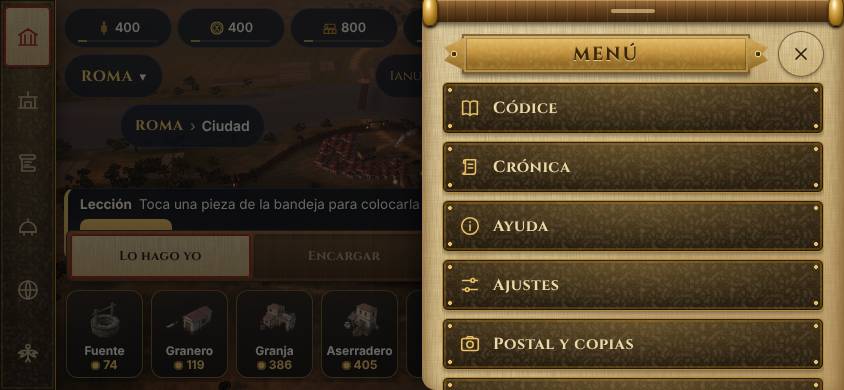 400
400
800
ROMA ▾
IANU
ROMA › Ciudad
Lección Toca una pieza de la bandeja para colocarla
LO HAGO YO
ENCARGAR
Fuente
74
Granero
119
Granja
386
Aserradero
405
MENÚ
CÓDICE
CRÓNICA
AYUDA
AJUSTES
POSTAL Y COPIAS